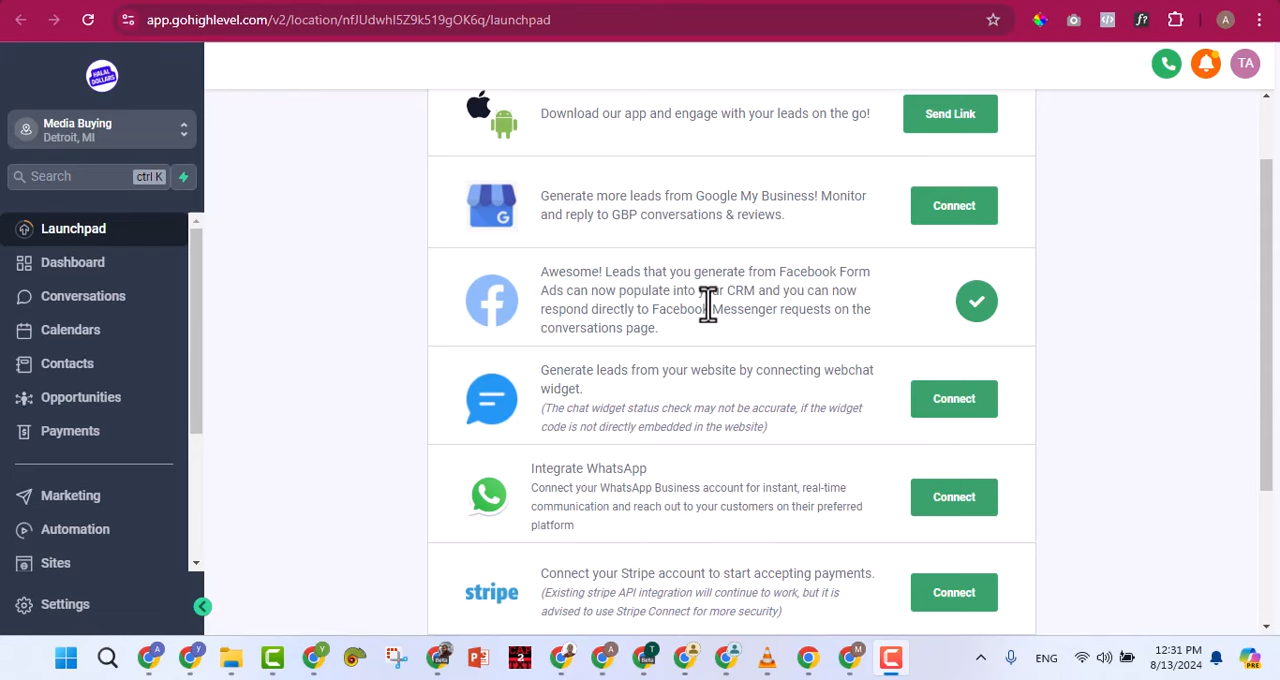 app.gohighlevel.com/v2/location/nfJUdwhI5Z9k519gOK6q/launchpad
f?
A
HALAL
DOLLARS
TA
Media Buying
Detroit, MI
Search
ctrl K
Launchpad
Dashboard
Conversations
Calendars
Contacts
Opportunities
Payments
Marketing
Automation
Sites
Settings
Download our app and engage with your leads on the go!
Send Link
Generate more leads from Google My Business! Monitor
and reply to GBP conversations & reviews.
Connect
Awesome! Leads that you generate from Facebook Form
Ads can now populate into your CRM and you can now
respond directly to Facebook Messenger requests on the
conversations page.
Generate leads from your website by connecting webchat
widget.
(The chat widget status check may not be accurate, if the widget
code is not directly embedded in the website)
Connect
Integrate WhatsApp
Connect your WhatsApp Business account for instant, real-time
communication and reach out to your customers on their preferred
platform
Connect
stripe
Connect your Stripe account to start accepting payments.
(Existing stripe API integration will continue to work, but it is
advised to use Stripe Connect for more security)
Connect
ENG
12:31 PM
8/13/2024